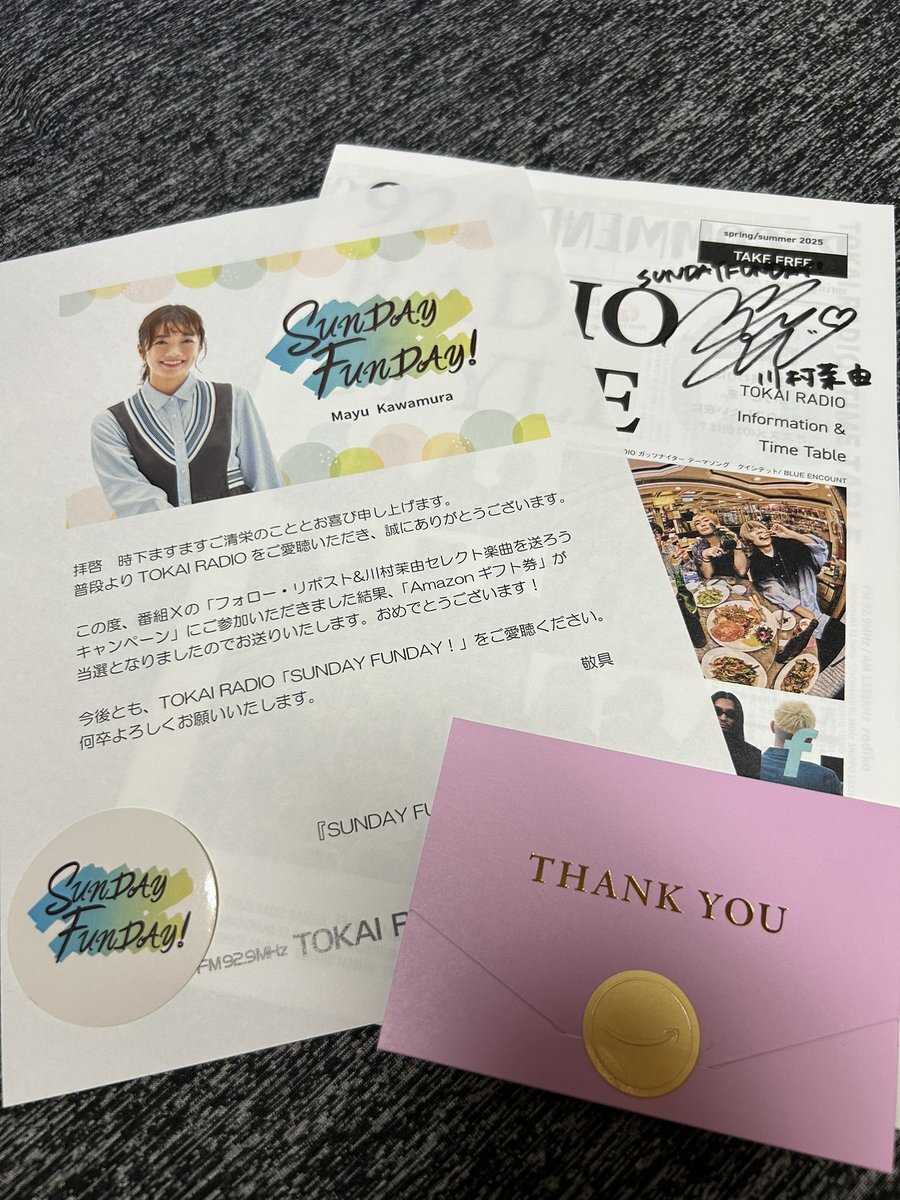 SUNDAY
FUNDAY!
Mayu Kawamura
拝啓　時下ますますご清栄のこととお喜び申し上げます。
普段より TOKAI RADIO をご愛聴いただき、誠にありがとうございます。
この度、番組Xの「フォロー・リポスト&川村茉由セレクト楽曲を送ろう
キャンペーン」にご参加いただきました結果、「Amazon ギフト券」が
当選となりましたのでお送りいたします。おめでとうございます！
今後とも、TOKAI RADIO「SUNDAY FUNDAY！」をご愛聴ください。
何卒よろしくお願いいたします。
敬具
『SUNDAY FU
FM92.9MHz TOKAI R
SUNDAY
FUNDAY!
spring/summer 2025
TAKE FREE
SUNDAY FUNDAY
川村茉由
IO
E
TOKAI RADIO
Information &
Time Table
DIO ガッツナイター テーマソング　クインテット/ BLUE ENCOUNT
f
THANK YOU